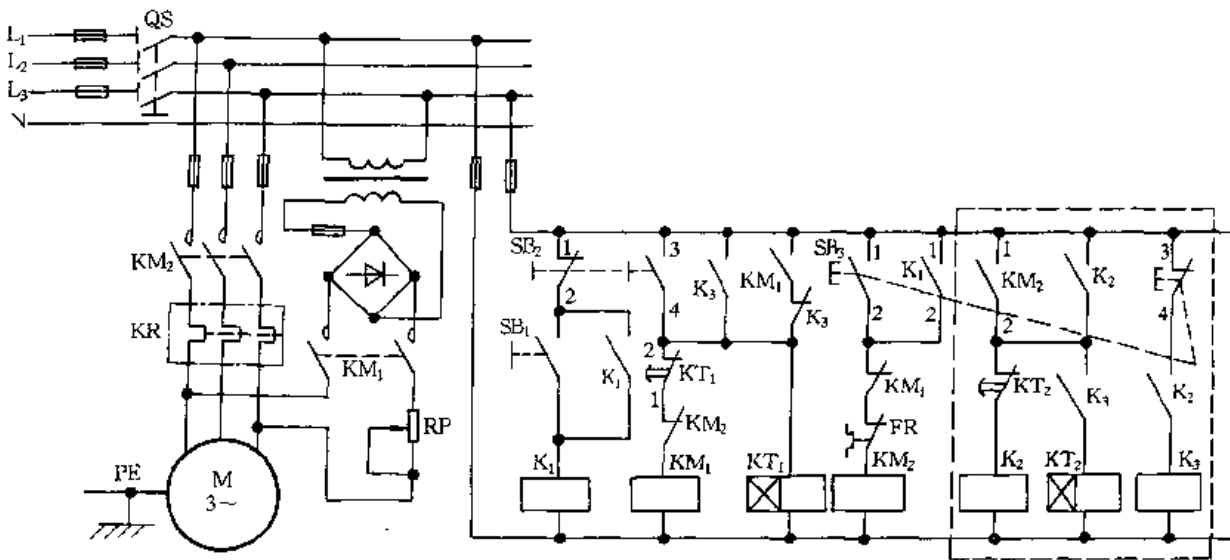 QS
L₁
L₂
L₃
N
KM₂
KR
KM₁
RP
PE
M
3~
SB₂ 1 3 SB₃ 1 1 1 3
KM₁ K₁ KM₂ K₂
K₃
K₃
2 4 2 2 2 4
SB₁ K₁ 2 KT₁ KM₁ KT₂ K₃ K₂
1
KM₂ FR
K₁ KM₁ KT₁ KM₂ K₂ KT₂ K₃